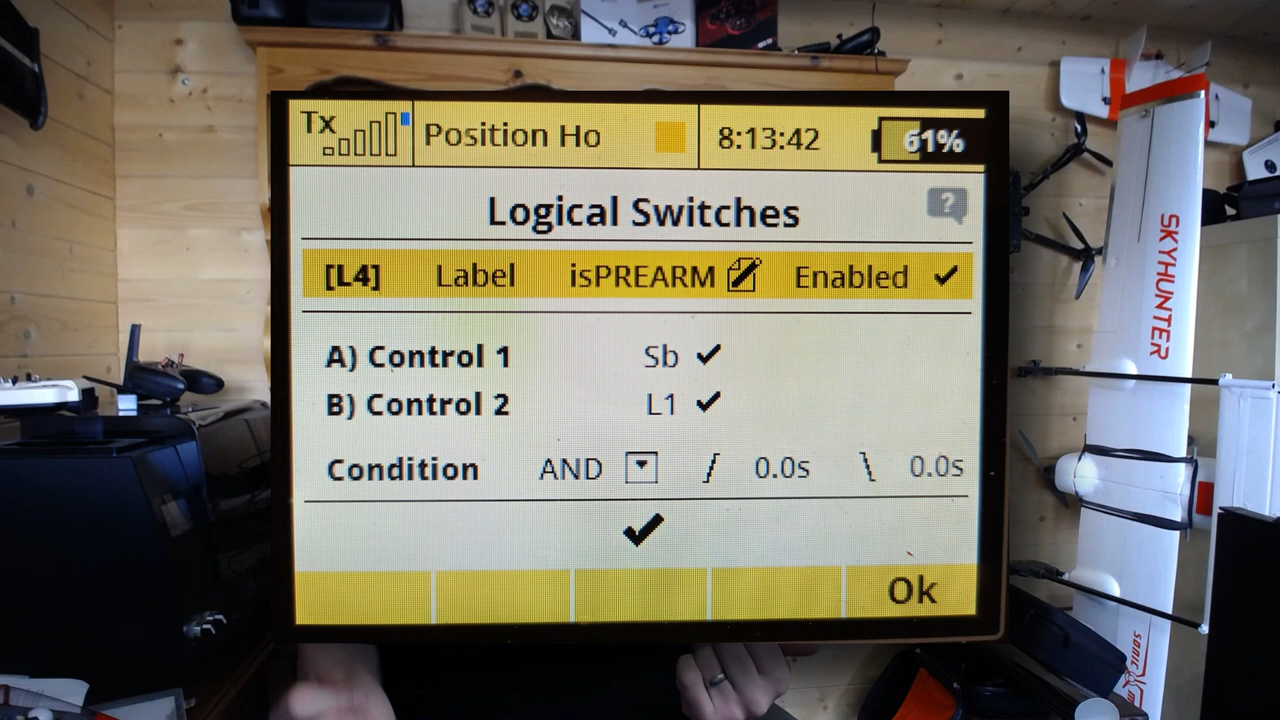 Tx Position Ho 8:13:42 61%
Logical Switches ?
[L4] Label isPREARM Enabled
A) Control 1 Sb
B) Control 2 L1
Condition AND 0.0s 0.0s
Ok
SKYHUNTER
SONIC